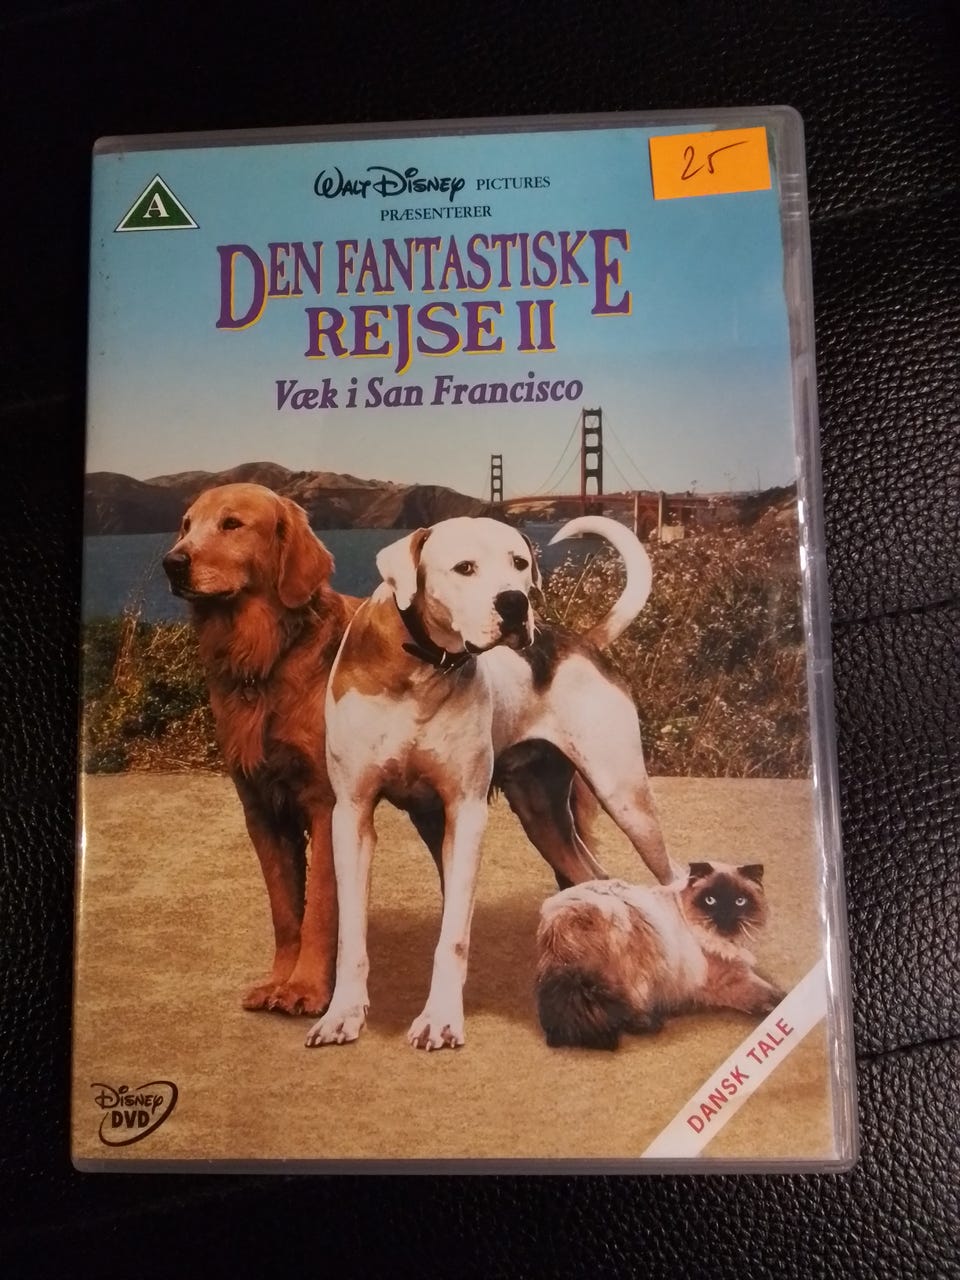 25
A
WALT DISNEY PICTURES
PRÆSENTERER
DEN FANTASTISKE
REJSE II
Væk i San Francisco
DANSK TALE
DISNEY
DVD